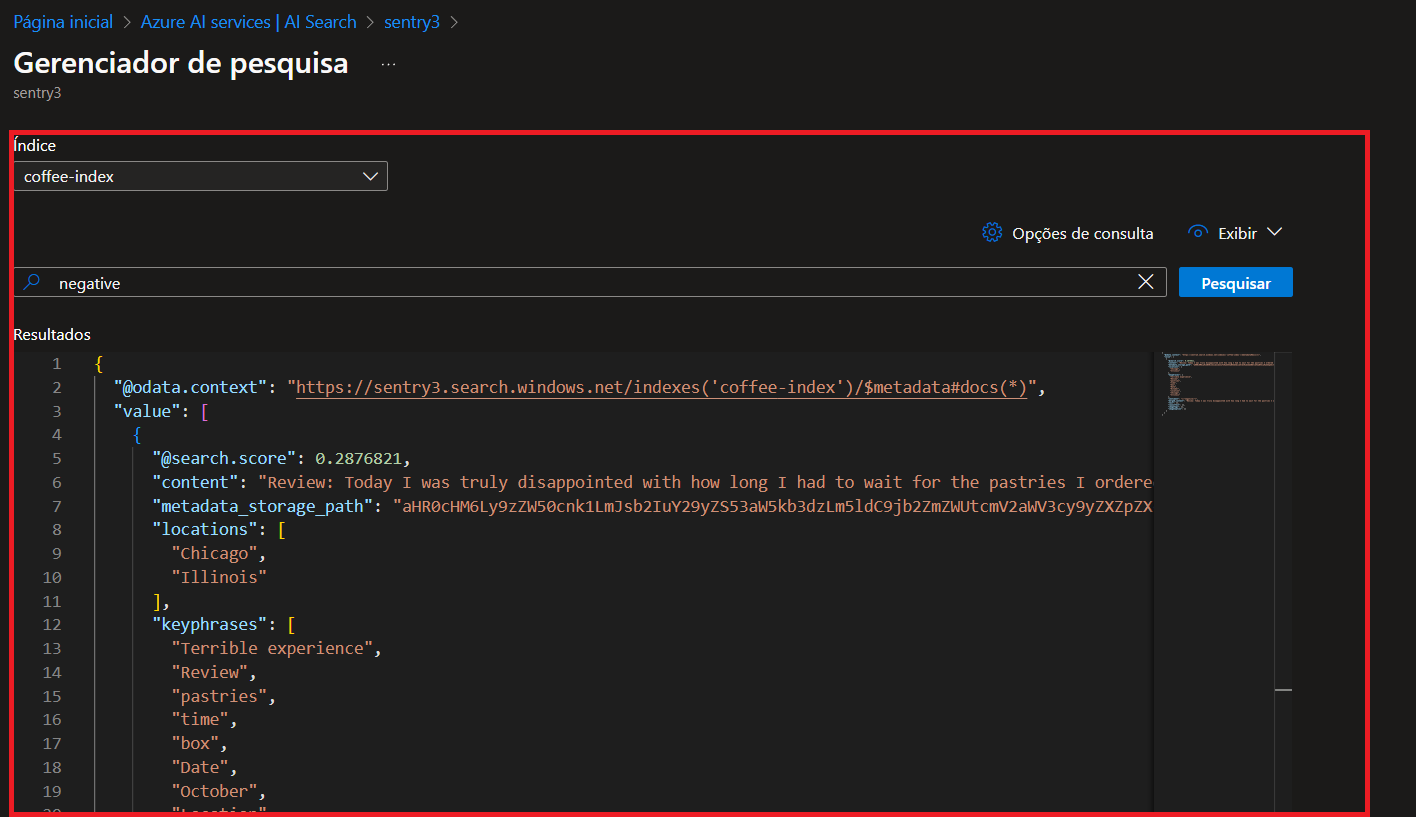 Página inicial > Azure AI services | AI Search > sentry3 >
Gerenciador de pesquisa ...
sentry3
Índice
coffee-index
Opções de consulta Exibir
negative Pesquisar
Resultados
1 {
2 "@odata.context": "https://sentry3.search.windows.net/indexes('coffee-index')/$metadata#docs(*)",
3 "value": [
4 {
5 "@search.score": 0.2876821,
6 "content": "Review: Today I was truly disappointed with how long I had to wait for the pastries I ordere
7 "metadata_storage_path": "aHR0cHM6Ly9zZW50cnk1LmJsb2IuY29yZS53aW5kb3dzLm5ldC9jb2ZmZWUtcmV2aWV3cy9yZXZpZX
8 "locations": [
9 "Chicago",
10 "Illinois"
11 ],
12 "keyphrases": [
13 "Terrible experience",
14 "Review",
15 "pastries",
16 "time",
17 "box",
18 "Date",
19 "October",
20 "Location"